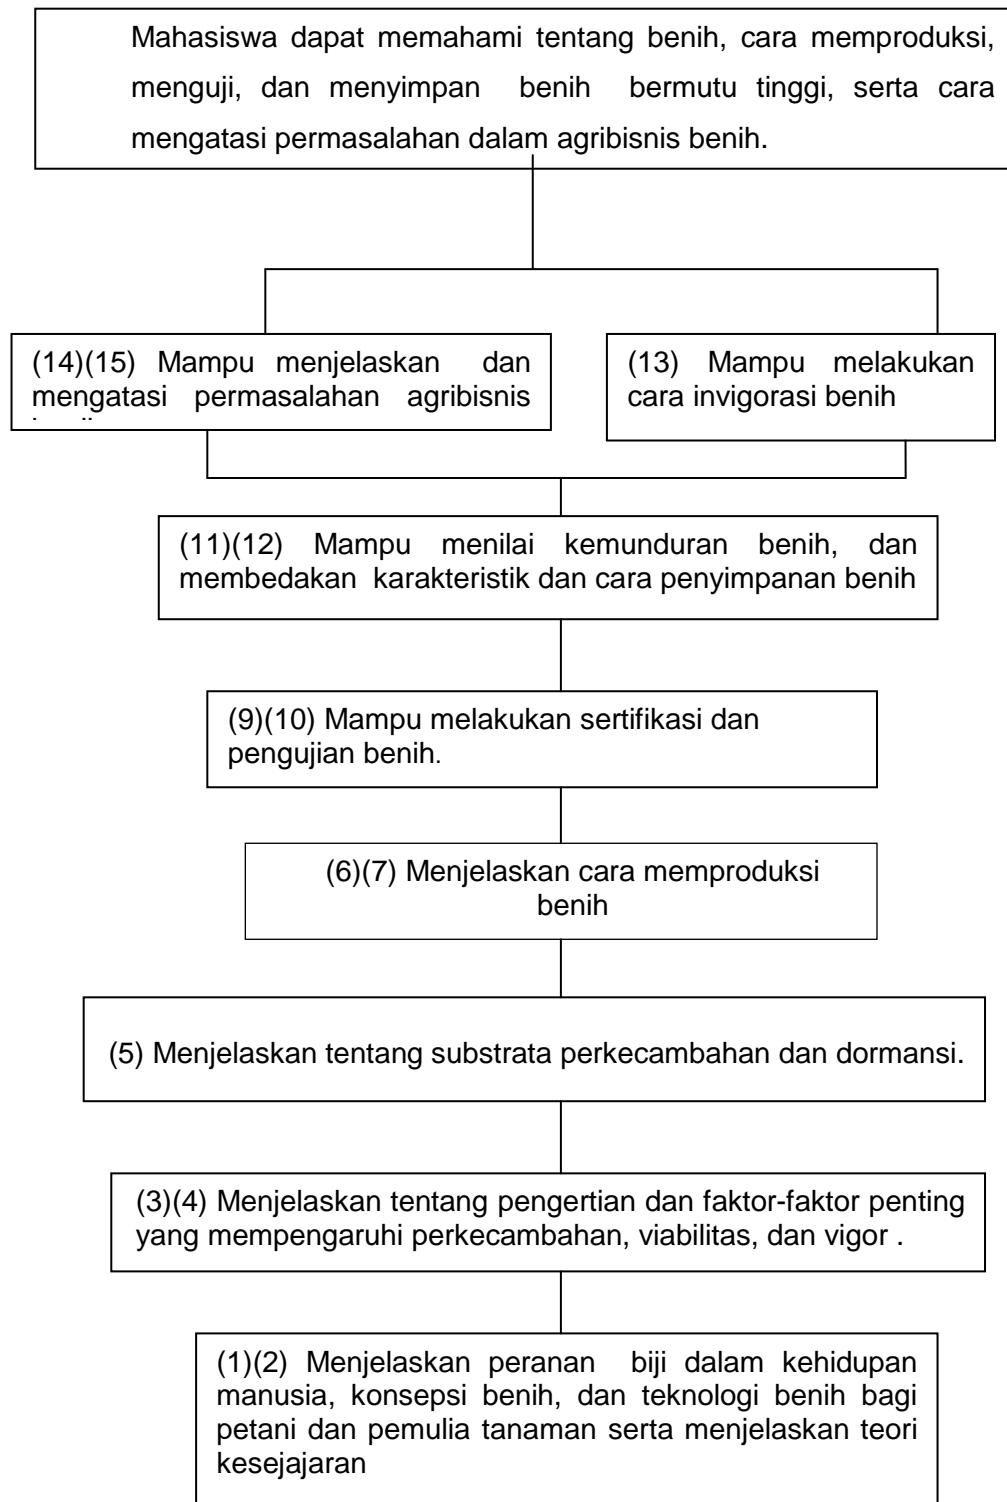 Mahasiswa dapat memahami tentang benih, cara memproduksi,
menguji, dan menyimpan benih bermutu tinggi, serta cara
mengatasi permasalahan dalam agribisnis benih.
(14)(15) Mampu menjelaskan dan
mengatasi permasalahan agribisnis
(13) Mampu melakukan
cara invigorasi benih
(11)(12) Mampu menilai kemunduran benih, dan
membedakan karakteristik dan cara penyimpanan benih
(9)(10) Mampu melakukan sertifikasi dan
pengujian benih.
(6)(7) Menjelaskan cara memproduksi
benih
(5) Menjelaskan tentang substrata perkecambahan dan dormansi.
(3)(4) Menjelaskan tentang pengertian dan faktor-faktor penting
yang mempengaruhi perkecambahan, viabilitas, dan vigor .
(1)(2) Menjelaskan peranan biji dalam kehidupan
manusia, konsepsi benih, dan teknologi benih bagi
petani dan pemulia tanaman serta menjelaskan teori
kesejajaran